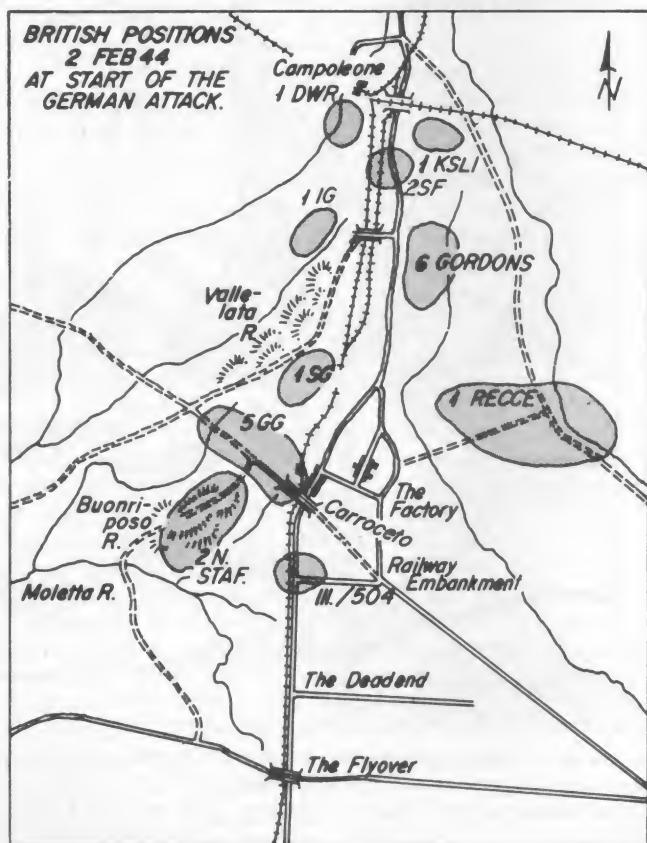 BRITISH POSITIONS
2 FEB 44
AT START OF THE
GERMAN ATTACK.
N
Campoleone
1 DWR
1 KSLI
2SF
1 IG
6 GORDONS
Valle-
lata
R.
1 SG
1 RECCE
5 GG
The
Factory
Carroceto
Buonri-
poso
R.
2 N.
STAF.
Railway
Embankment
III./504
Moletta R.
The Deadend
The Flyover